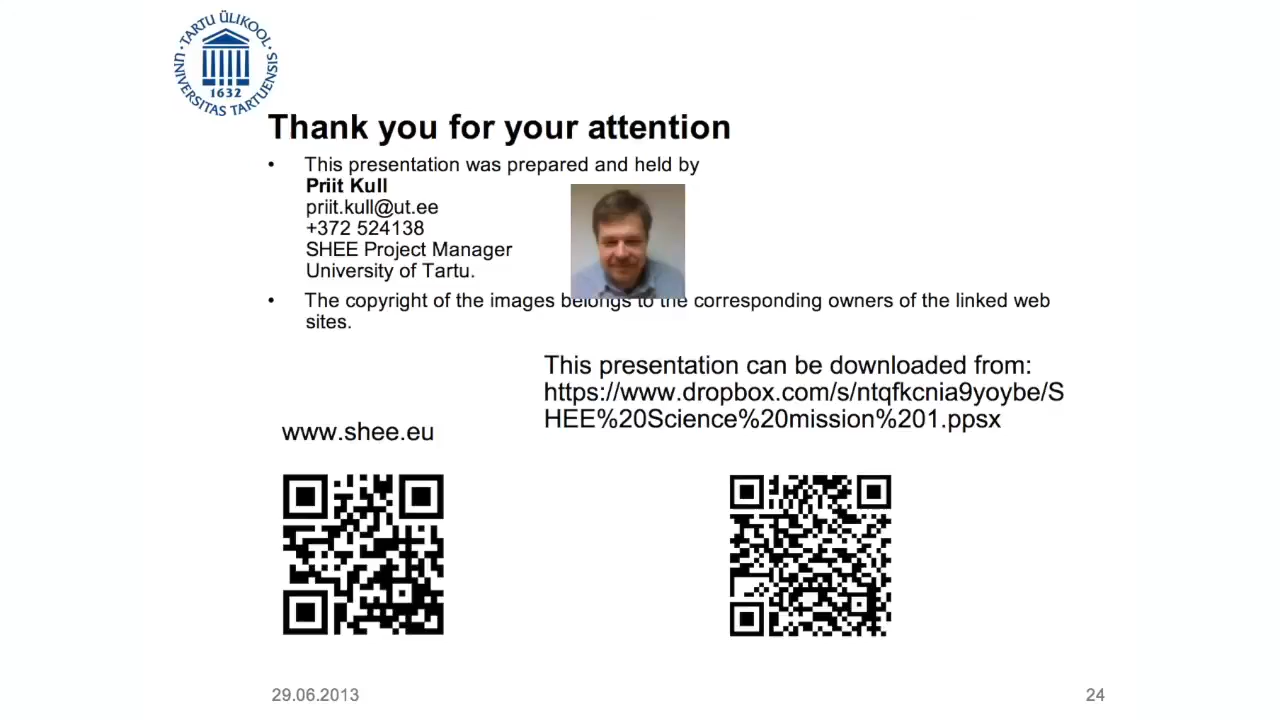 TARTU ÜLIKOOL
UNIVERSITAS TARTUENSIS
1632
Thank you for your attention
• This presentation was prepared and held by
Priit Kull
priit.kull@ut.ee
+372 524138
SHEE Project Manager
University of Tartu.
• The copyright of the images belongs to the corresponding owners of the linked web
sites.
This presentation can be downloaded from:
https://www.dropbox.com/s/ntqfkcnia9yoybe/S
HEE%20Science%20mission%201.ppsx
www.shee.eu
29.06.2013
24